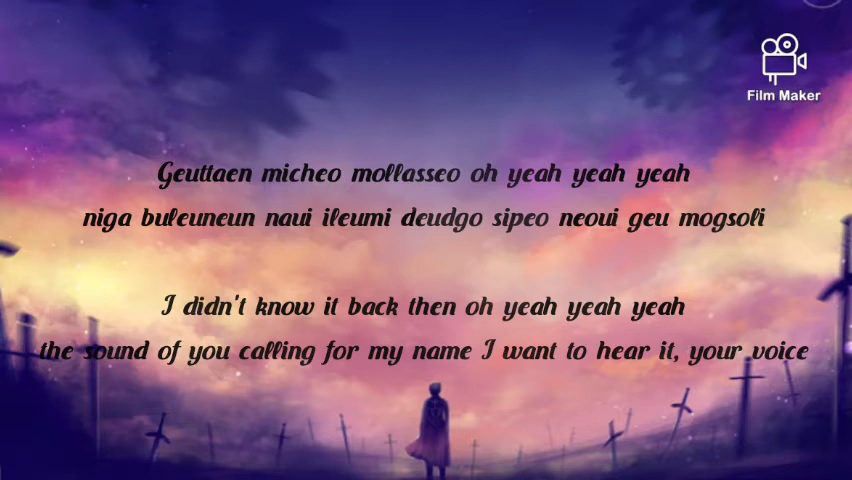 Film Maker
Geuttaen micheo mollasseo oh yeah yeah yeah
niga buleuneun naui ileumi deudgo sipeo neoui geu mogsoli
I didn't know it back then oh yeah yeah yeah
the sound of you calling for my name I want to hear it, your voice